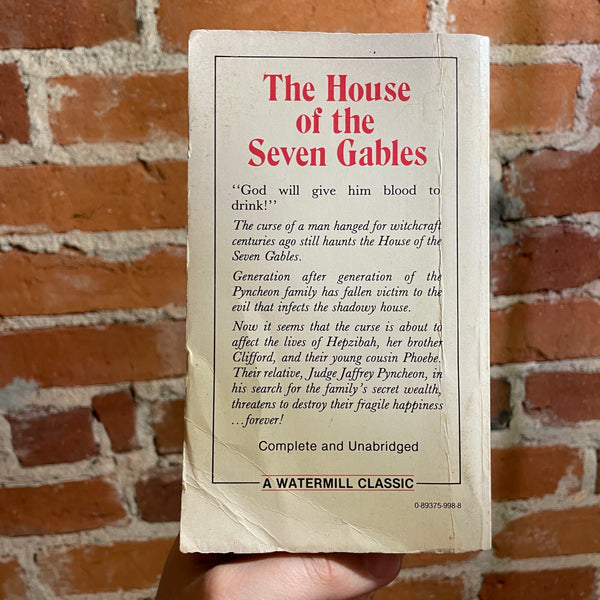 The House
of the
Seven Gables
‘‘God will give him blood to
drink!’’
The curse of a man hanged for witchcraft
centuries ago still haunts the House of the
Seven Gables.
Generation after generation of the
Pyncheon family has fallen victim to the
evil that infects the shadowy house.
Now it seems that the curse is about to
affect the lives of Hepzibah, her brother
Clifford, and their young cousin Phoebe.
Their relative, Judge Jaffrey Pyncheon, in
his search for the family's secret wealth,
threatens to destroy their fragile happiness
...forever!
Complete and Unabridged
A WATERMILL CLASSIC
0-89375-998-8